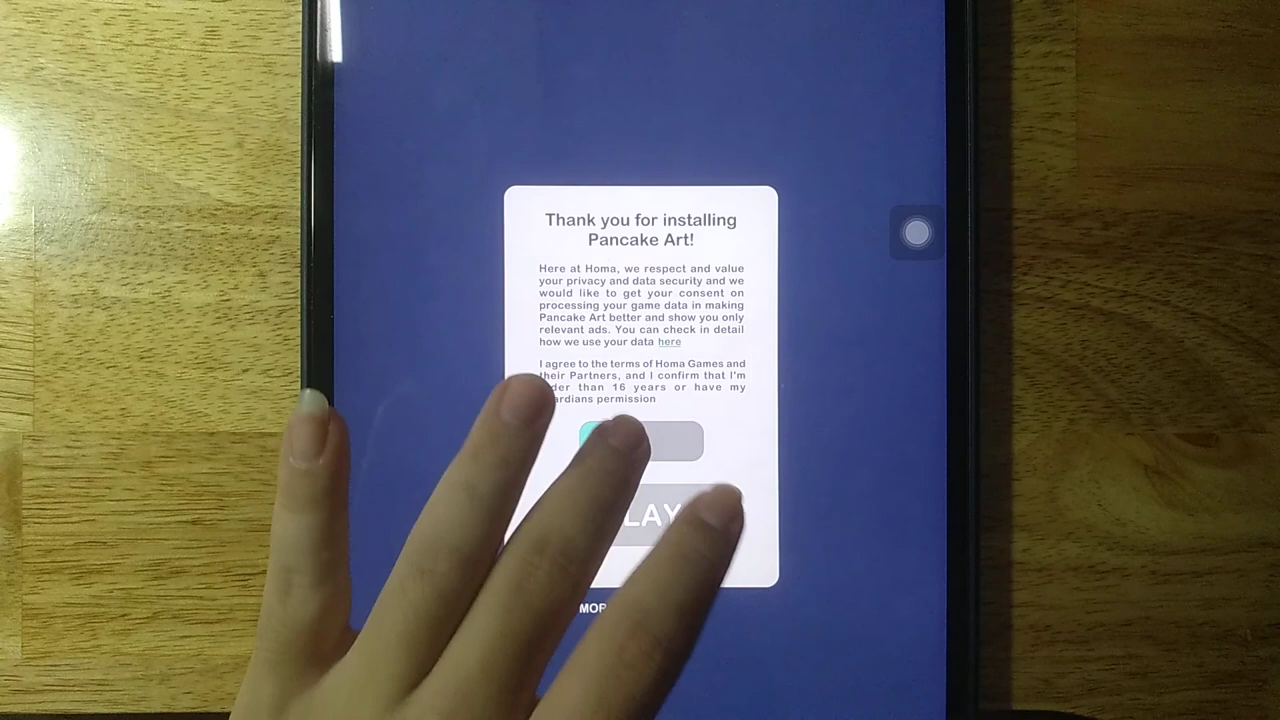 Thank you for installing
Pancake Art!
Here at Homa, we respect and value
your privacy and data security and we
would like to get your consent on
processing your game data in making
Pancake Art better and show you only
relevant ads. You can check in detail
how we use your data here
I agree to the terms of Homa Games and
their Partners, and I confirm that I'm
than 16 years or have my
permission